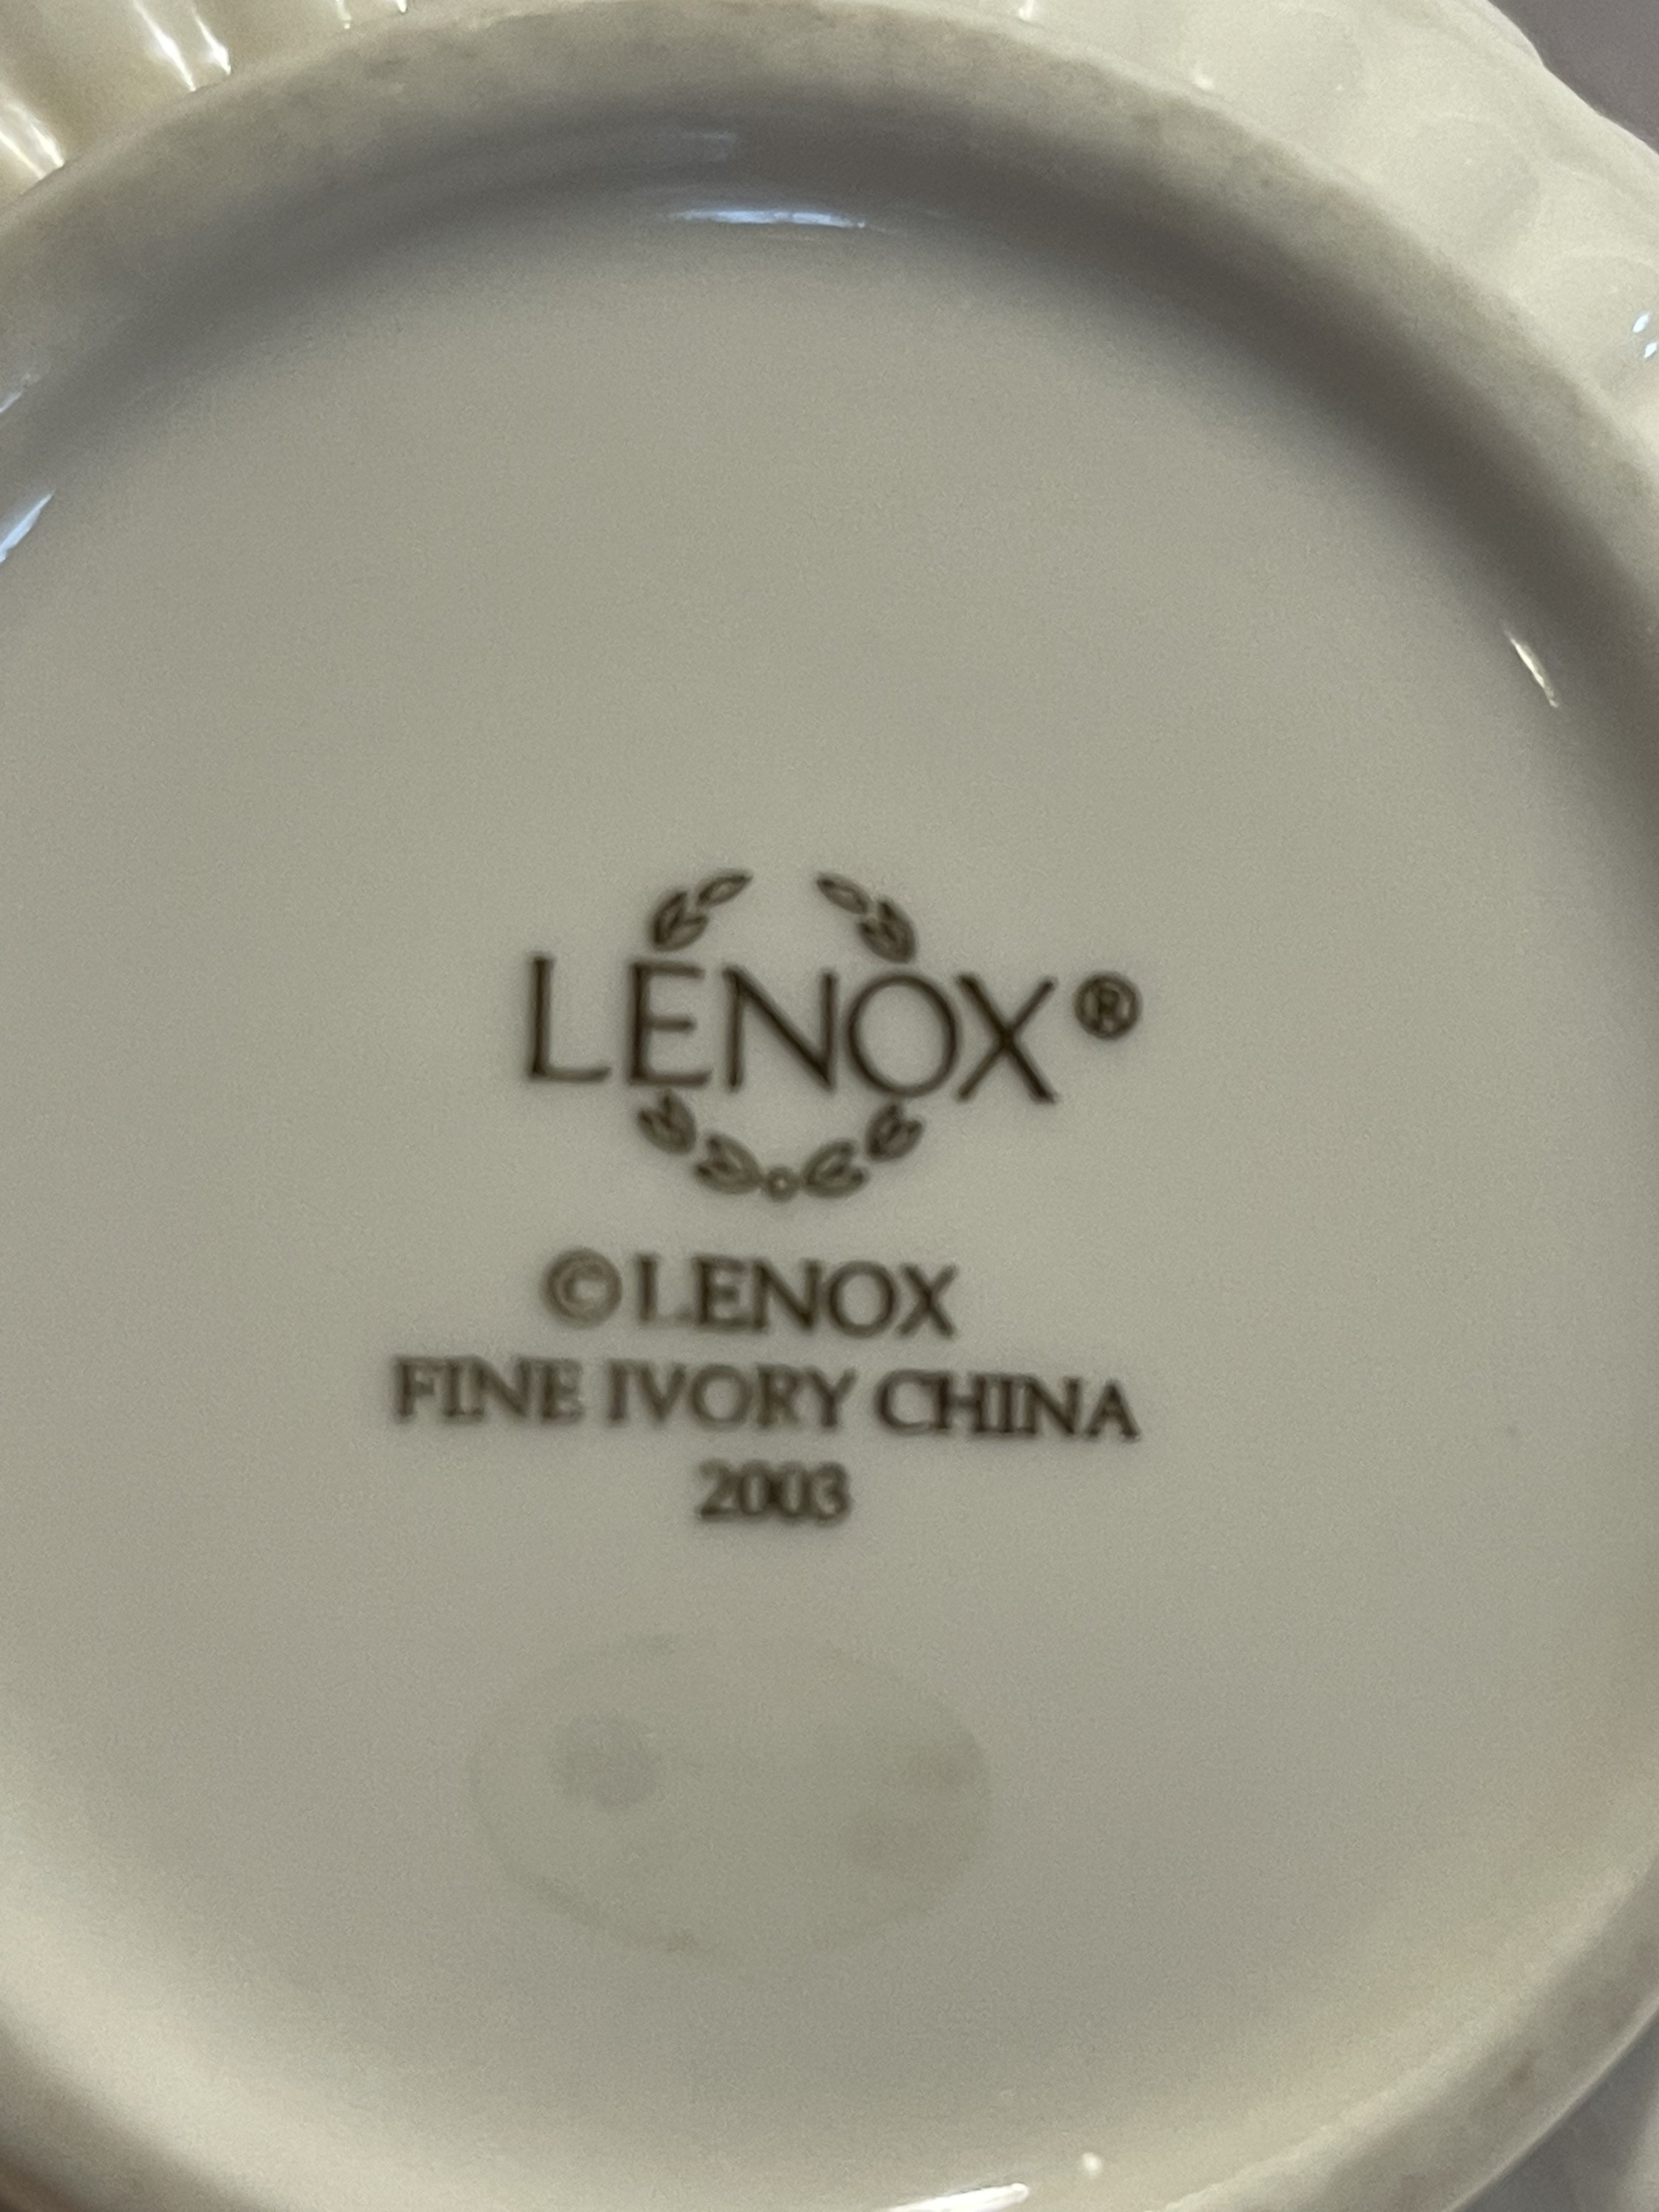 LENOX®
©LENOX
FINE IVORY CHINA
2003